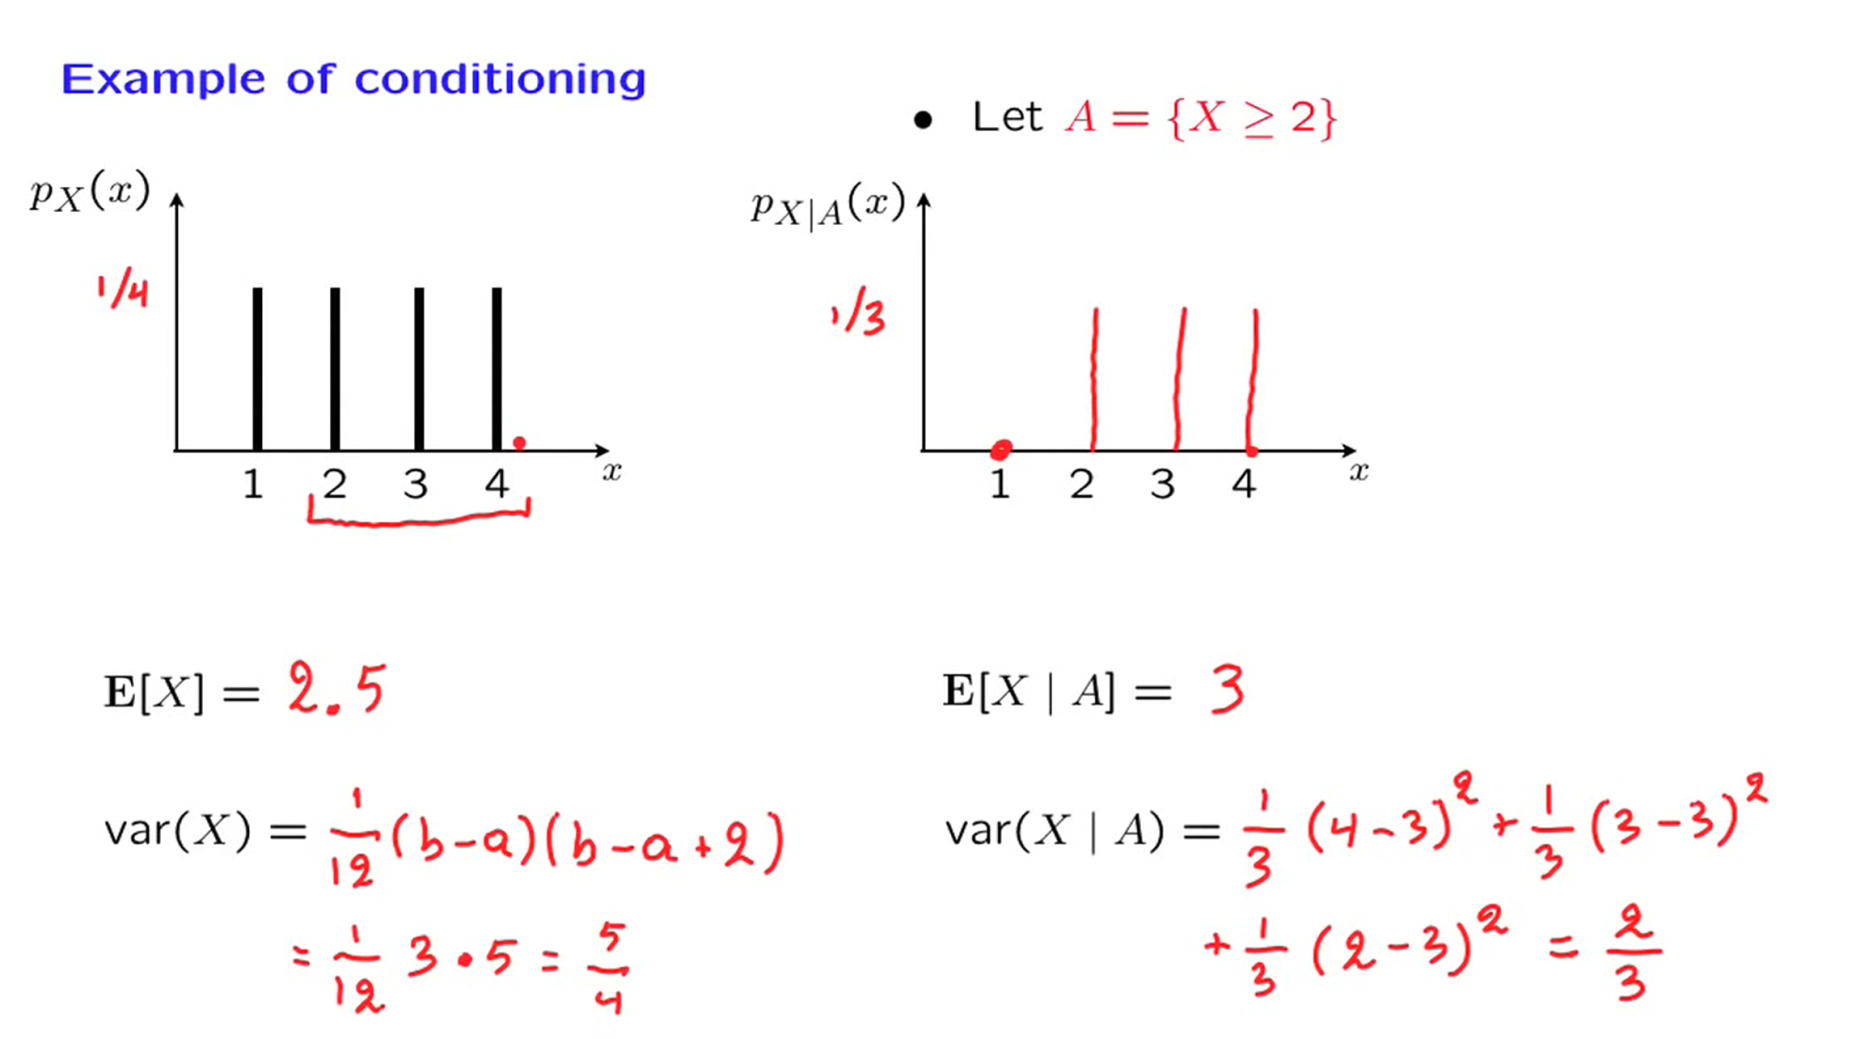 Example of conditioning
• Let A = {X ≥ 2}
p_X(x)
1/4
1 2 3 4 x
p_{X|A}(x)
1/3
1 2 3 4 x
E[X] = 2.5
var(X) = 1/12 (b-a)(b-a+2)
= 1/12 3·5 = 5/4
E[X | A] = 3
var(X | A) = 1/3 (4-3)² + 1/3 (3-3)²
+ 1/3 (2-3)² = 2/3